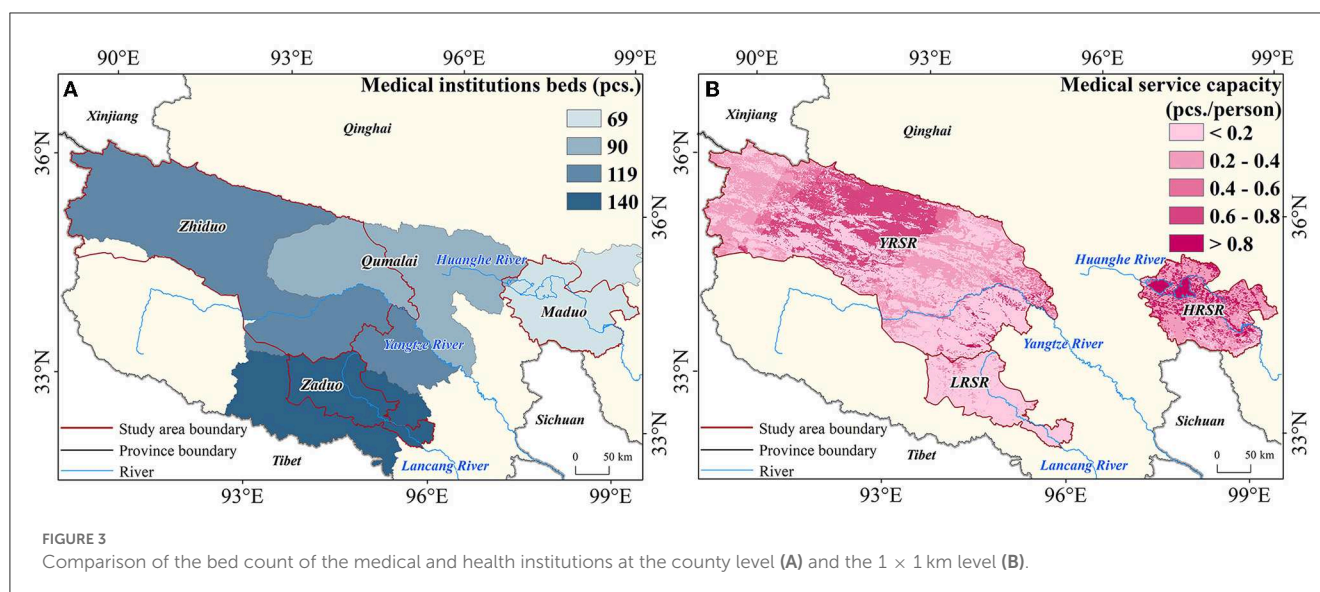 90°E 93°E 96°E 99°E
A
Medical institutions beds (pcs.)
69
90
119
140
Xinjiang
Qinghai
36°N
36°N
Zhiduo
Qumalai
Huanghe River
Maduo
Yangtze River
33°N
Zaduo
Sichuan
33°N
Study area boundary
Province boundary
River
Tibet
Lancang River
0 50 km
93°E 96°E 99°E
90°E 93°E 96°E 99°E
B
Medical service capacity
(pcs./person)
< 0.2
0.2 - 0.4
0.4 - 0.6
0.6 - 0.8
> 0.8
Xinjiang
Qinghai
36°N
36°N
YRSR
Huanghe River
HRSR
Yangtze River
33°N
LRSR
Sichuan
33°N
Study area boundary
Province boundary
River
Tibet
Lancang River
0 50 km
93°E 96°E 99°E
FIGURE 3
Comparison of the bed count of the medical and health institutions at the county level (A) and the 1 × 1 km level (B).